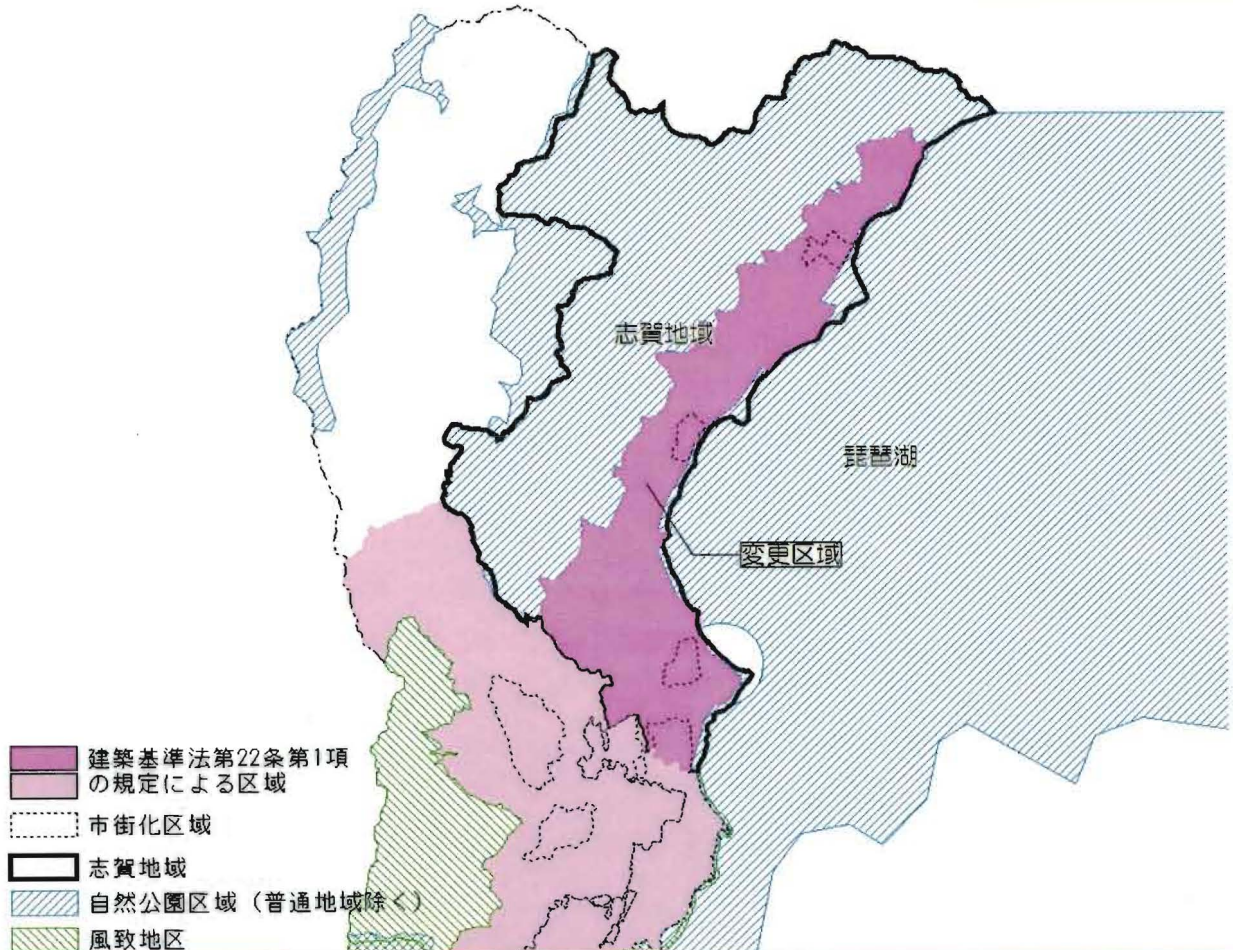 志賀地域
琵琶湖
変更区域
建築基準法第22条第1項
の規定による区域
市街化区域
志賀地域
自然公園区域（普通地域除く）
風致地区